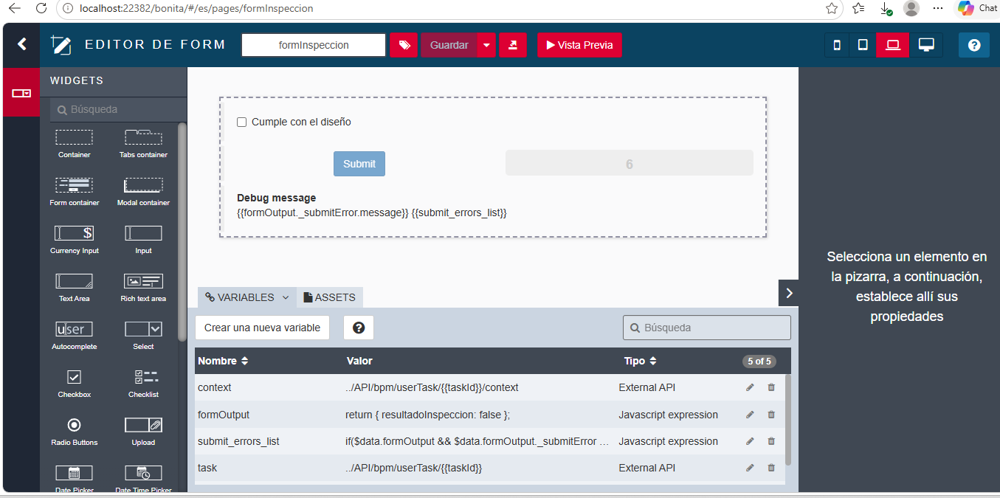 localhost:22382/bonita/#/es/pages/formInspeccion
Chat
EDITOR DE FORM
formInspeccion
Guardar
Vista Previa
WIDGETS
Búsqueda
Container
Tabs container
Form container
Modal container
$
Currency Input
Input
Text Area
Rich text area
user
Autocomplete
Select
Checkbox
Checklist
Radio Buttons
Upload
Date Picker
Date Time Picker
Cumple con el diseño
Submit
6
Debug message
{{formOutput._submitError.message}} {{submit_errors_list}}
VARIABLES
ASSETS
Crear una nueva variable
?
Búsqueda
Nombre Valor Tipo 5 of 5
context ../API/bpm/userTask/{{taskId}}/context External API
formOutput return { resultadoInspeccion: false }; Javascript expression
submit_errors_list if($data.formOutput && $data.formOutput._submitError ... Javascript expression
task ../API/bpm/userTask/{{taskId}} External API
?
Selecciona un elemento en
la pizarra, a continuación,
establece allí sus
propiedades